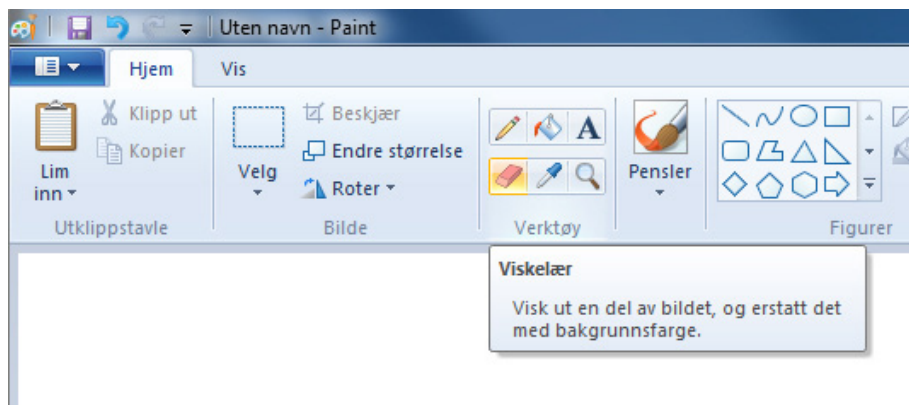 Uten navn - Paint
Hjem Vis
Klipp ut
Kopier
Lim
inn
Utklippstavle
Velg
Beskjær
Endre størrelse
Roter
Bilde
A
Verktøy
Pensler
Figurer
Viskelær
Visk ut en del av bildet, og erstatt det
med bakgrunnsfarge.